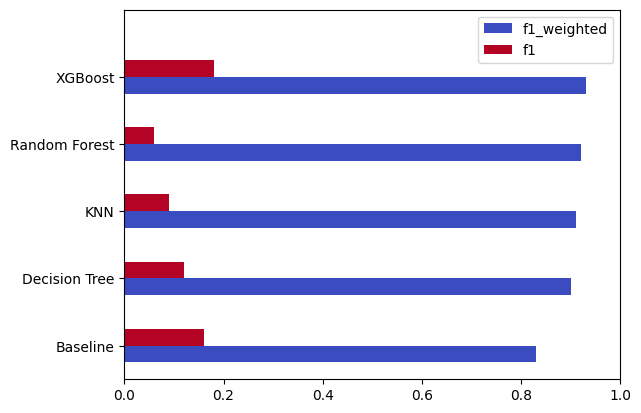 f1_weighted
f1
XGBoost
Random Forest
KNN
Decision Tree
Baseline
0.0 0.2 0.4 0.6 0.8 1.0